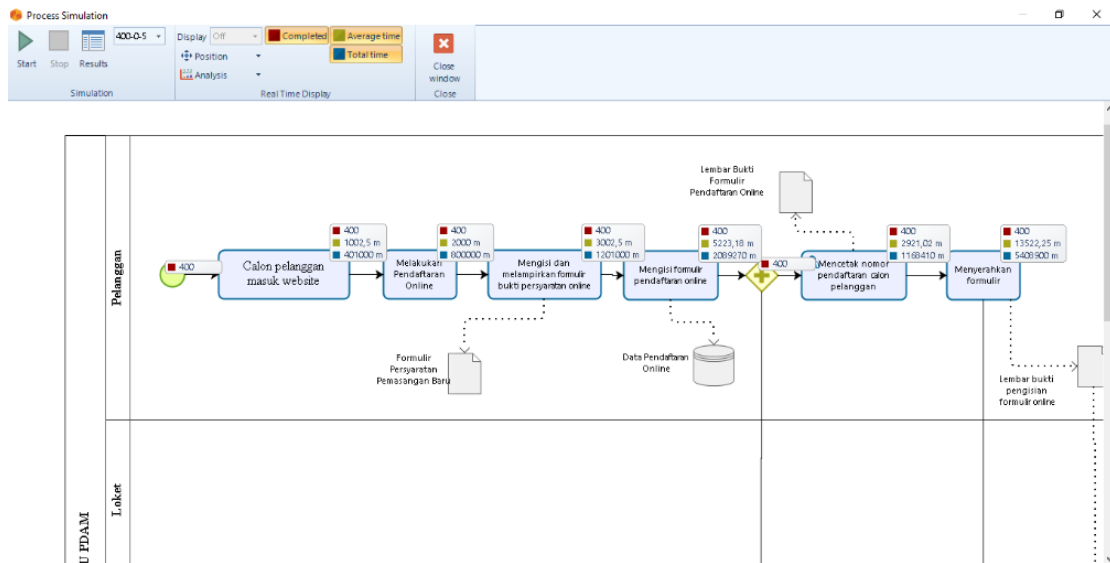 Process Simulation
400-0-5
Display Off
Completed
Average time
Position
Total time
Analysis
Start
Stop
Results
Close
window
Simulation
Real Time Display
Close
Lembar Bukti
Formulir
Pendaftaran Online
400
400
1002,5 m
401000 m
400
2000 m
800000 m
400
3002,5 m
1201000 m
400
5223,18 m
2089270 m
400
400
2921,02 m
1168410 m
400
13522,25 m
5408900 m
Pelanggan
Calon pelanggan
masuk website
Melakukan
Pendaftaran
Online
Mengisi dan
melampirkan fomulir
bukti persyaratan online
Mengisi formulir
pendaftaran online
Mencetak nomor
pendaftaran calon
pelanggan
Menyerahkan
formulir
Formulir
Persyaratan
Pemasangan Baru
Data Pendaftaran
Online
Lembar bukti
pengisian
formulir online
Loket
U PDAM